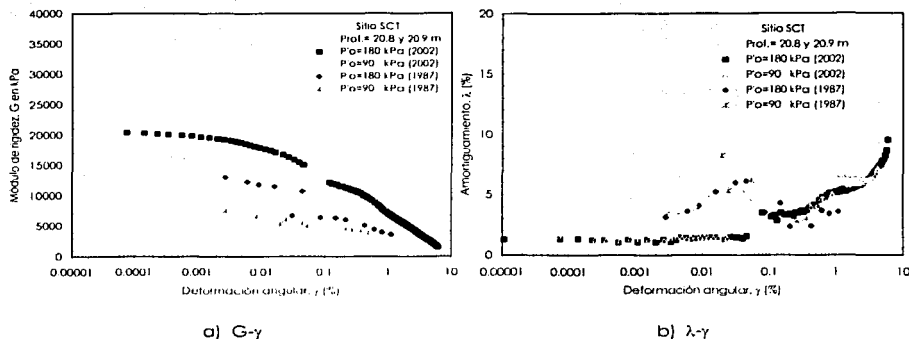 Sitio SCT
Prof.= 20.8 y 20.9 m
P'o=180 kPa (2002)
P'o=90 kPa (2002)
P'o=180 kPa (1987)
P'o=90 kPa (1987)
Módulo de rigidez, G en kPa
40000
35000
30000
25000
20000
15000
10000
5000
0
0.00001
0.0001
0.001
0.01
0.1
1
10
Deformación angular, γ (%)
a) G-γ
Sitio SCT
Prof.= 20.8 y 20.9 m
P'o=180 kPa (2002)
P'o=90 kPa (2002)
P'o=180 kPa (1987)
P'o=90 kPa (1987)
Amortiguamiento, λ (%)
20
15
10
5
0
0.00001
0.0001
0.001
0.01
0.1
1
10
Deformación angular, γ (%)
b) λ-γ